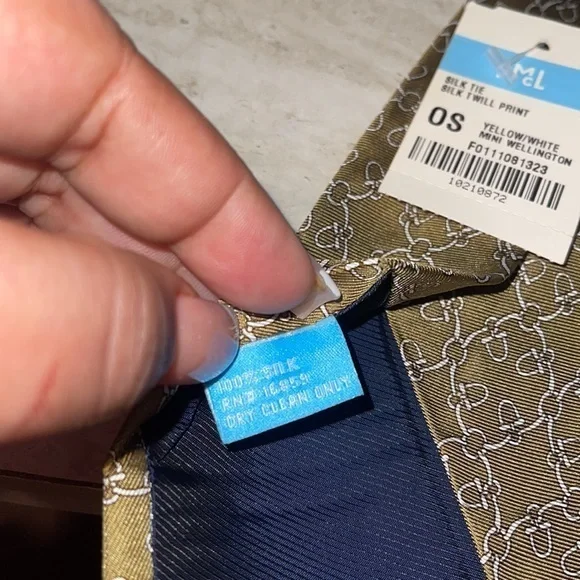 McL
SILK TIE
SILK TWILL PRINT
OS
YELLOW/WHITE
MINI WELLINGTON
F0111081323
10210872
100% SILK
RN# 16858
DRY CLEAN ONLY